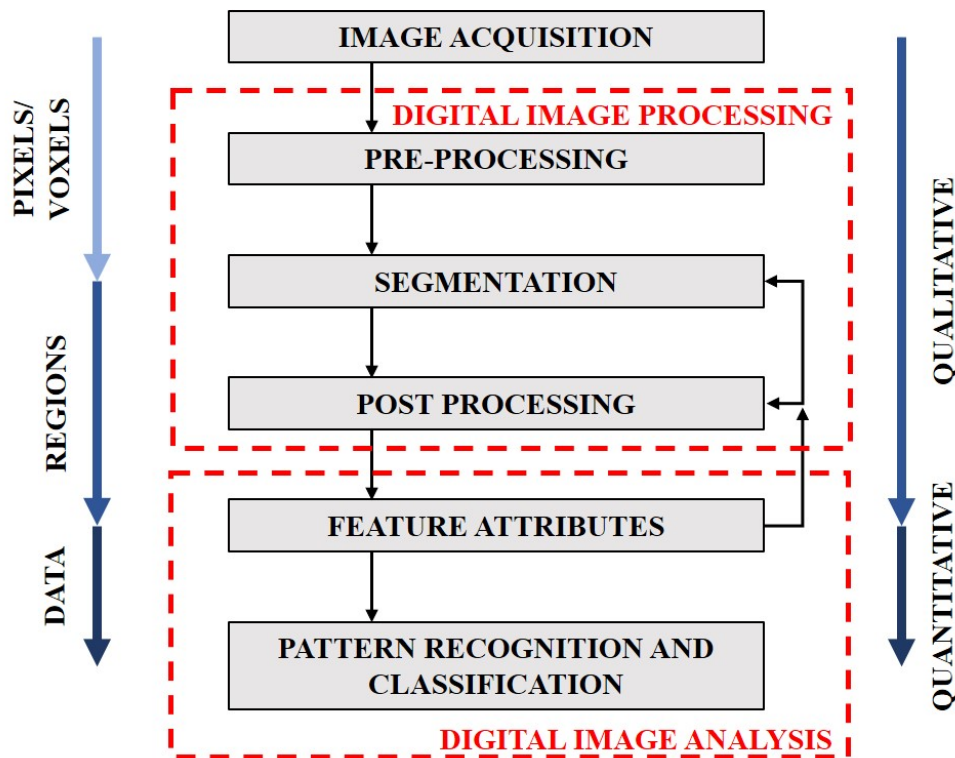 IMAGE ACQUISITION
DIGITAL IMAGE PROCESSING
PRE-PROCESSING
SEGMENTATION
POST PROCESSING
FEATURE ATTRIBUTES
PATTERN RECOGNITION AND
CLASSIFICATION
DIGITAL IMAGE ANALYSIS
PIXELS/
VOXELS
REGIONS
DATA
QUALITATIVE
QUANTITATIVE